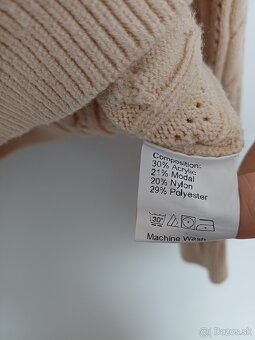 Composition:
30% Acrylic
21% Modal
20% Nylon
29% Polyester
30°
Machine Wash
Bazos.sk